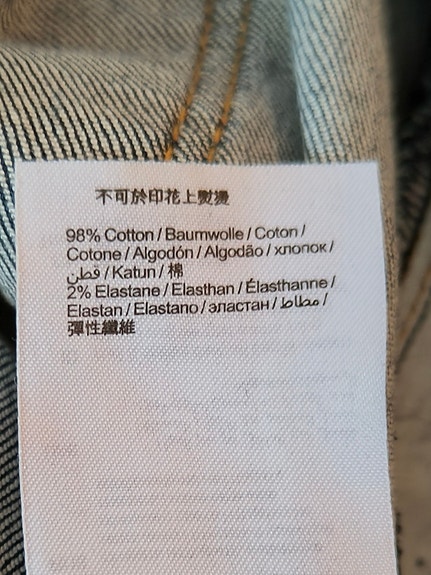 不可於印花上熨燙
98% Cotton / Baumwolle / Coton /
Cotone / Algodón / Algodão / хлопок /
قطن / Katun / 棉
2% Elastane / Elasthan / Élasthanne /
Elastan / Elastano / эластан / مطاط /
彈性纖維